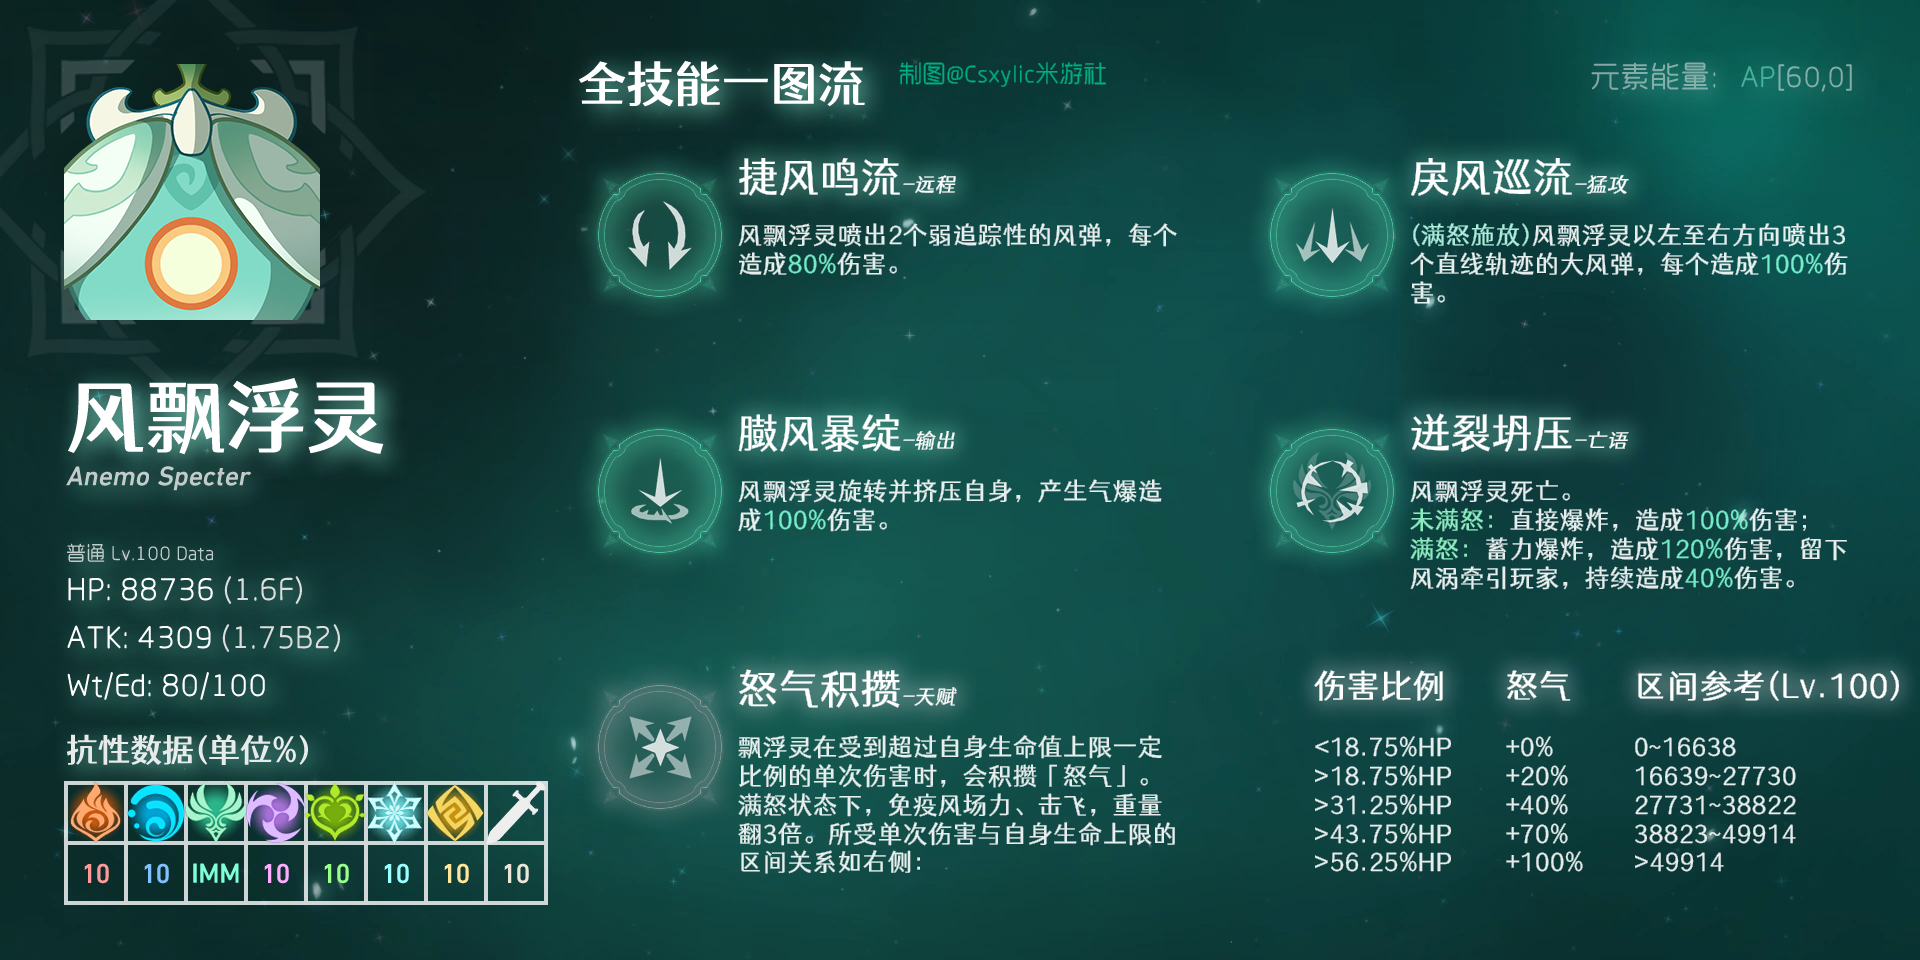 全技能一图流
制图@Csxylic米游社
元素能量： AP[60,0]
风飘浮灵
Anemo Specter
普通 Lv.100 Data
HP: 88736 (1.6F)
ATK: 4309 (1.75B2)
Wt/Ed: 80/100
抗性数据(单位%)
10 10 IMM 10 10 10 10 10
捷风鸣流-远程
风飘浮灵喷出2个弱追踪性的风弹，每个
造成80%伤害。
戾风巡流-猛攻
(满怒施放)风飘浮灵以左至右方向喷出3
个直线轨迹的大风弹，每个造成100%伤
害。
飚风暴绽-输出
风飘浮灵旋转并挤压自身，产生气爆造
成100%伤害。
迸裂坍压-亡语
风飘浮灵死亡。
未满怒：直接爆炸，造成100%伤害；
满怒：蓄力爆炸，造成120%伤害，留下
风涡牵引玩家，持续造成40%伤害。
怒气积攒-天赋
飘浮灵在受到超过自身生命值上限一定
比例的单次伤害时，会积攒「怒气」。
满怒状态下，免疫风场力、击飞，重量
翻3倍。所受单次伤害与自身生命上限的
区间关系如右侧：
伤害比例 怒气 区间参考(Lv.100)
<18.75%HP +0% 0~16638
>18.75%HP +20% 16639~27730
>31.25%HP +40% 27731~38822
>43.75%HP +70% 38823~49914
>56.25%HP +100% >49914